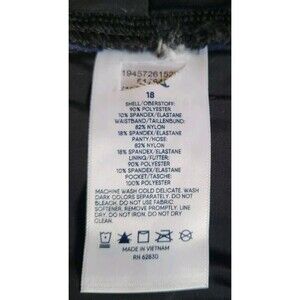 18
SHELL/OBERSTOFF:
90% POLYESTER
10% SPANDEX/ELASTANE
WAISTBAND/TAILLENBUND:
82% NYLON
18% SPANDEX/ELASTANE
PANTY/HOSE:
82% NYLON
18% SPANDEX/ELASTANE
LINING/FUTTER:
90% POLYESTER
10% SPANDEX/ELASTANE
POCKET/TASCHE
100% POLYESTER
MACHINE WASH COLD DELICATE. WASH
DARK COLORS SEPARATELY. DO NOT
BLEACH. DO NOT USE FABRIC
SOFTENER. REMOVE PROMPTLY. LINE
DRY. DO NOT IRON. DO NOT DRY
CLEAN.
MADE IN VIETNAM
RN 62830